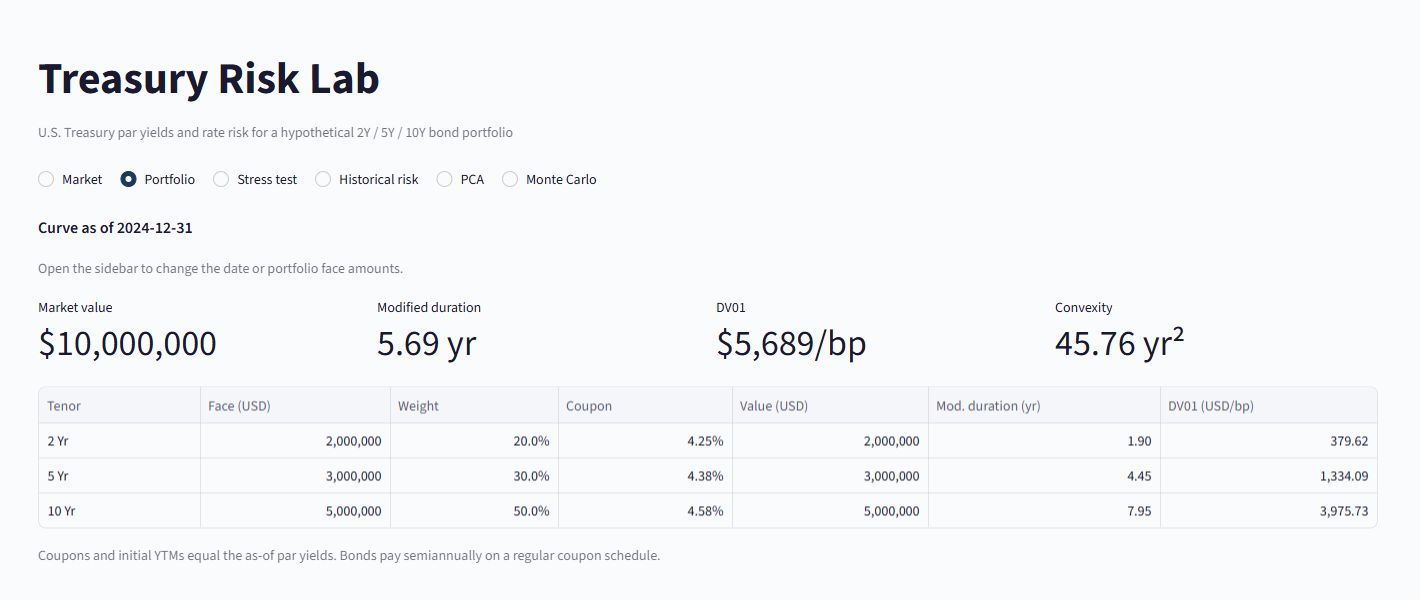 Treasury Risk Lab
U.S. Treasury par yields and rate risk for a hypothetical 2Y / 5Y / 10Y bond portfolio
Market Portfolio Stress test Historical risk PCA Monte Carlo
Curve as of 2024-12-31
Open the sidebar to change the date or portfolio face amounts.
Market value Modified duration DV01 Convexity
$10,000,000 5.69 yr $5,689/bp 45.76 yr²
Tenor Face (USD) Weight Coupon Value (USD) Mod. duration (yr) DV01 (USD/bp)
2 Yr 2,000,000 20.0% 4.25% 2,000,000 1.90 379.62
5 Yr 3,000,000 30.0% 4.38% 3,000,000 4.45 1,334.09
10 Yr 5,000,000 50.0% 4.58% 5,000,000 7.95 3,975.73
Coupons and initial YTMs equal the as-of par yields. Bonds pay semiannually on a regular coupon schedule.